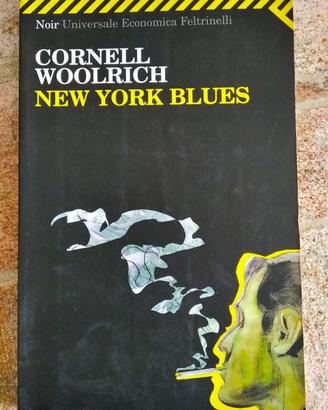 Noir Universale Economica Feltrinelli
CORNELL
WOOLRICH
NEW YORK BLUES